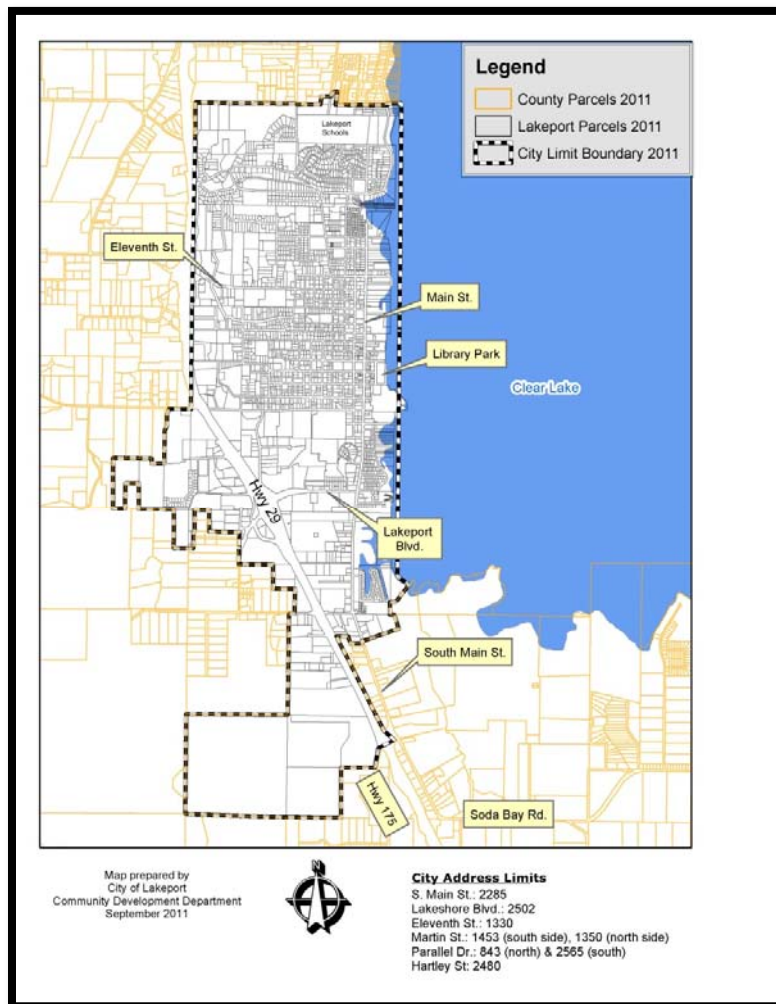 Legend
County Parcels 2011
Lakeport Parcels 2011
City Limit Boundary 2011
Lakeport
Schools
Eleventh St.
Main St.
Library Park
Clear Lake
Hwy 29
Lakeport
Blvd.
South Main St.
Hwy 175
Soda Bay Rd.
Map prepared by
City of Lakeport
Community Development Department
September 2011
N
City Address Limits
S. Main St.: 2285
Lakeshore Blvd.: 2502
Eleventh St.: 1330
Martin St.: 1453 (south side), 1350 (north side)
Parallel Dr.: 843 (north) & 2565 (south)
Hartley St: 2480